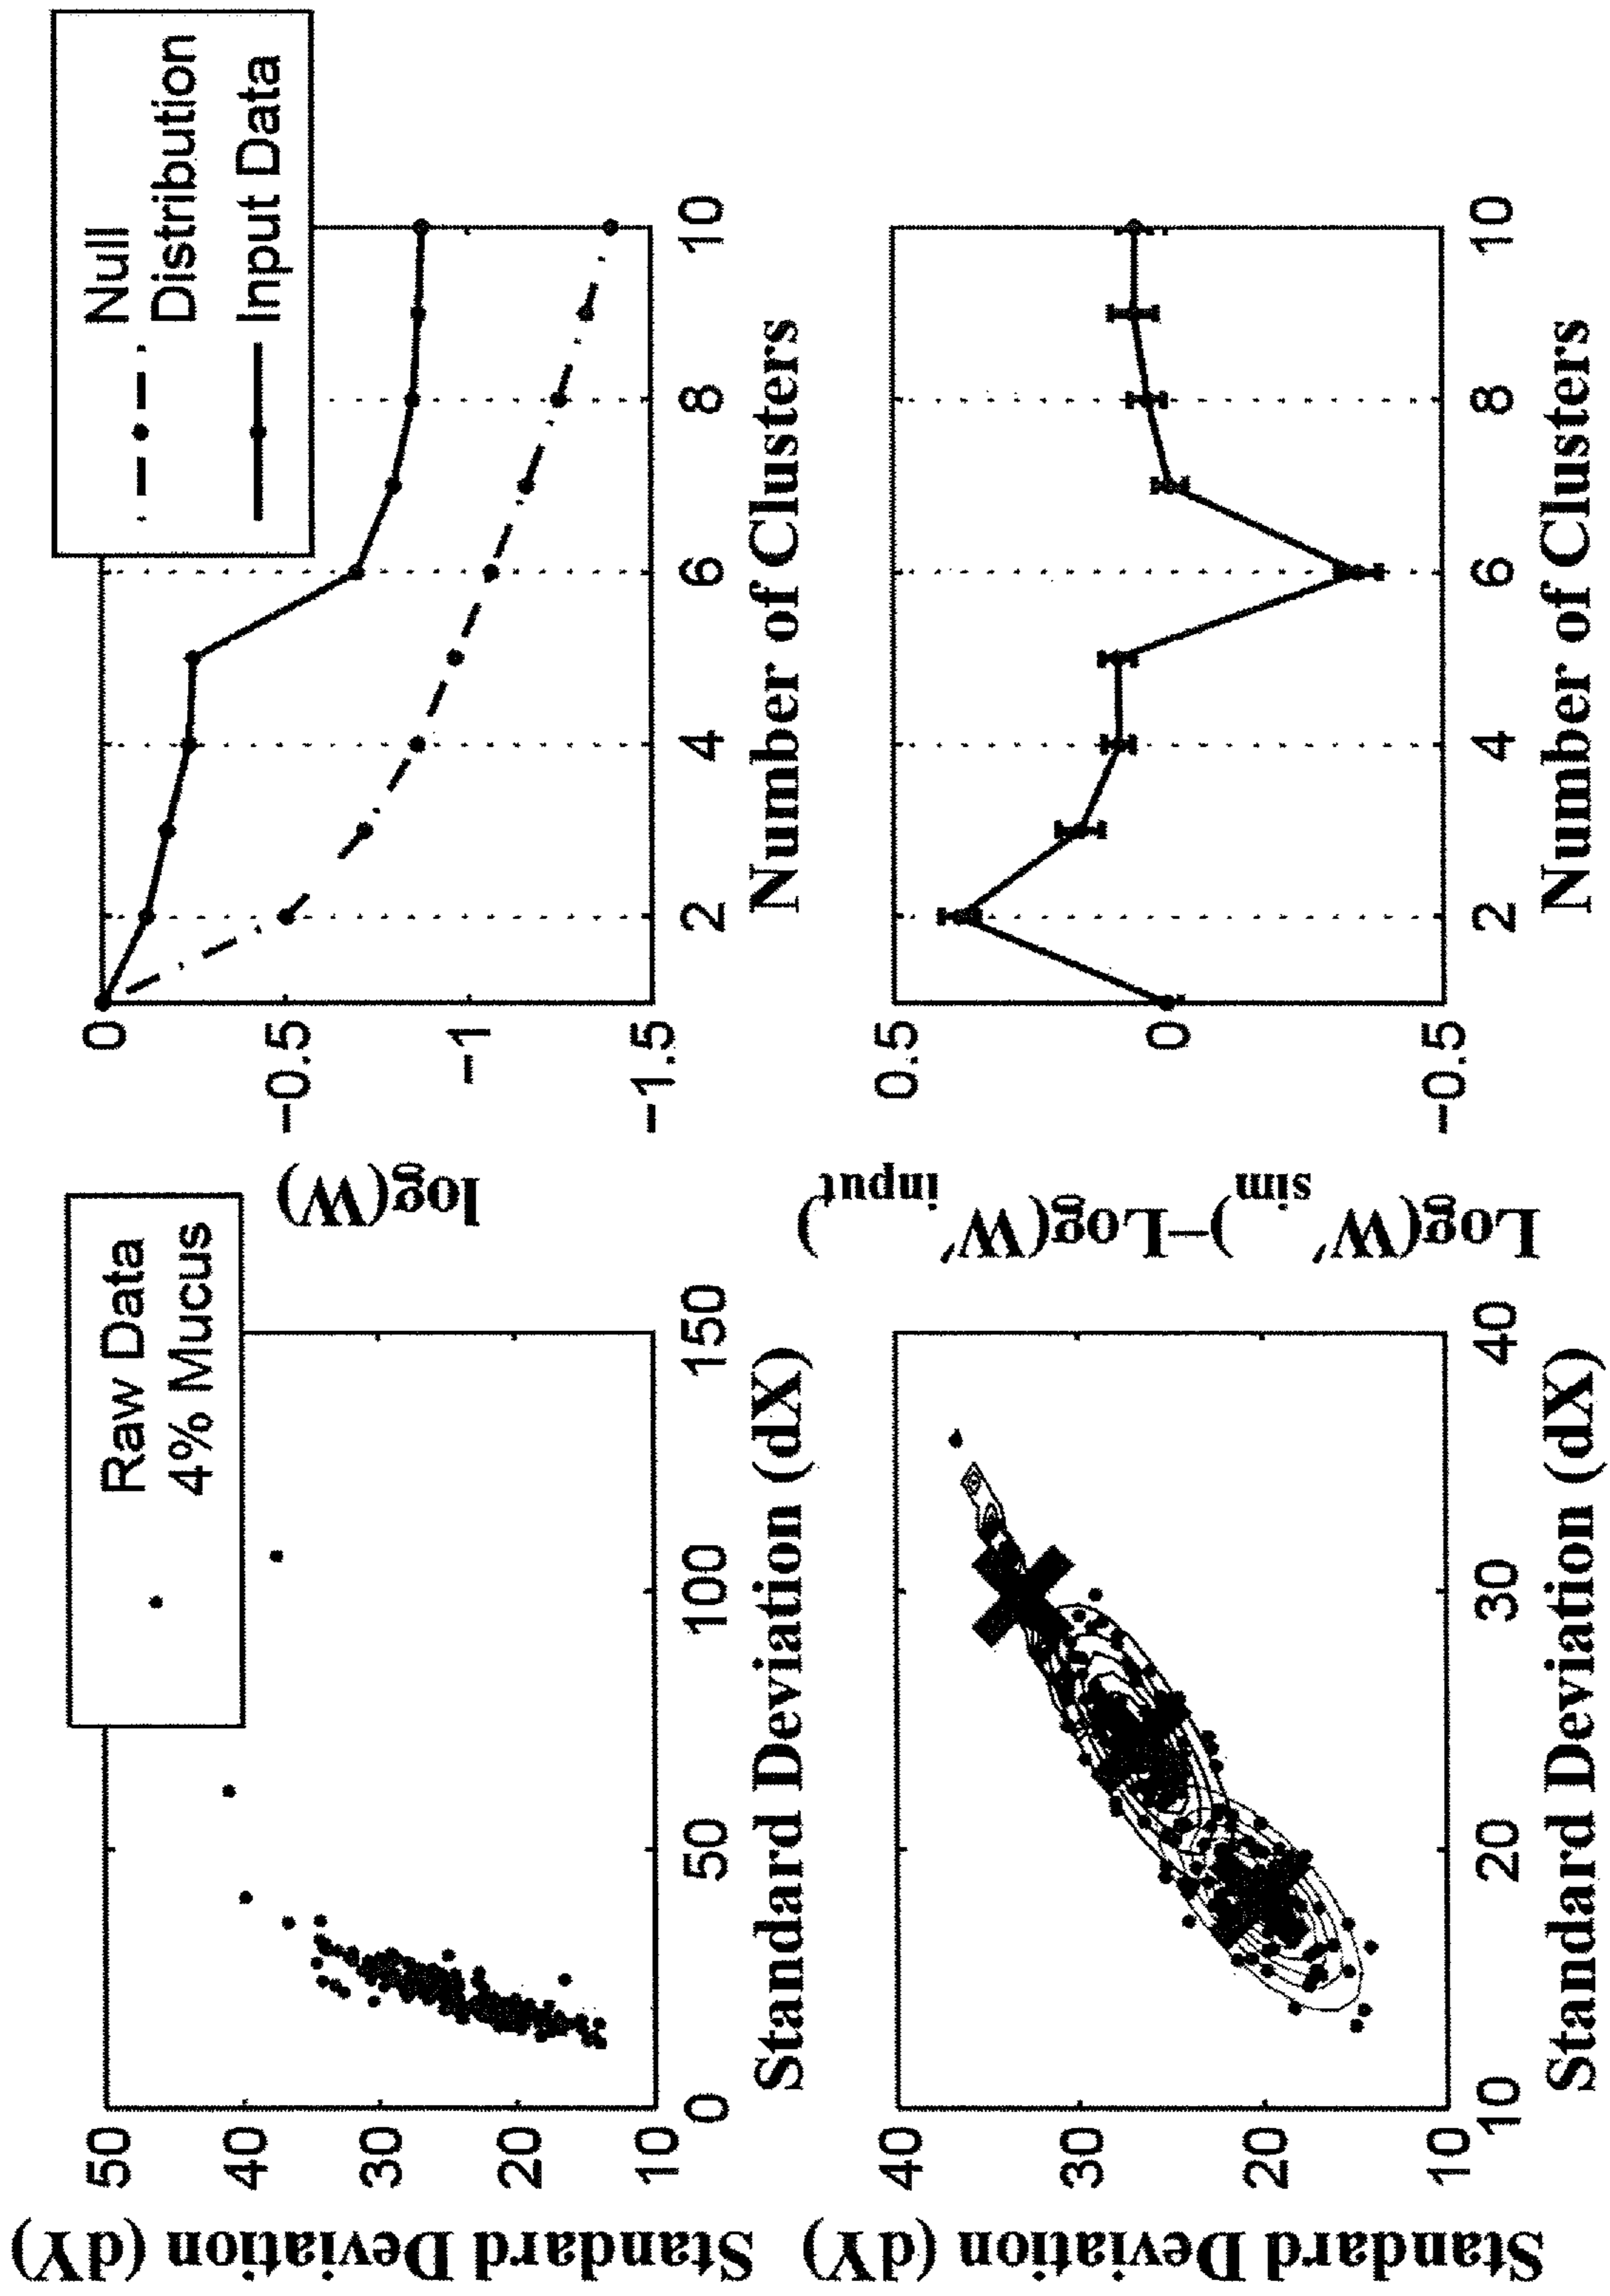 Raw Data
4% Mucus
50
40
30
20
10
0
50
100
150
Standard Deviation (dY)
Standard Deviation (dX)
Null
Distribution
Input Data
0
−0.5
−1
−1.5
2
4
6
8
10
log(W)
Number of Clusters
40
30
20
10
10
20
30
40
Standard Deviation (dY)
Standard Deviation (dX)
0.5
0
−0.5
2
4
6
8
10
Log(W′sim)−Log(W′input)
Number of Clusters